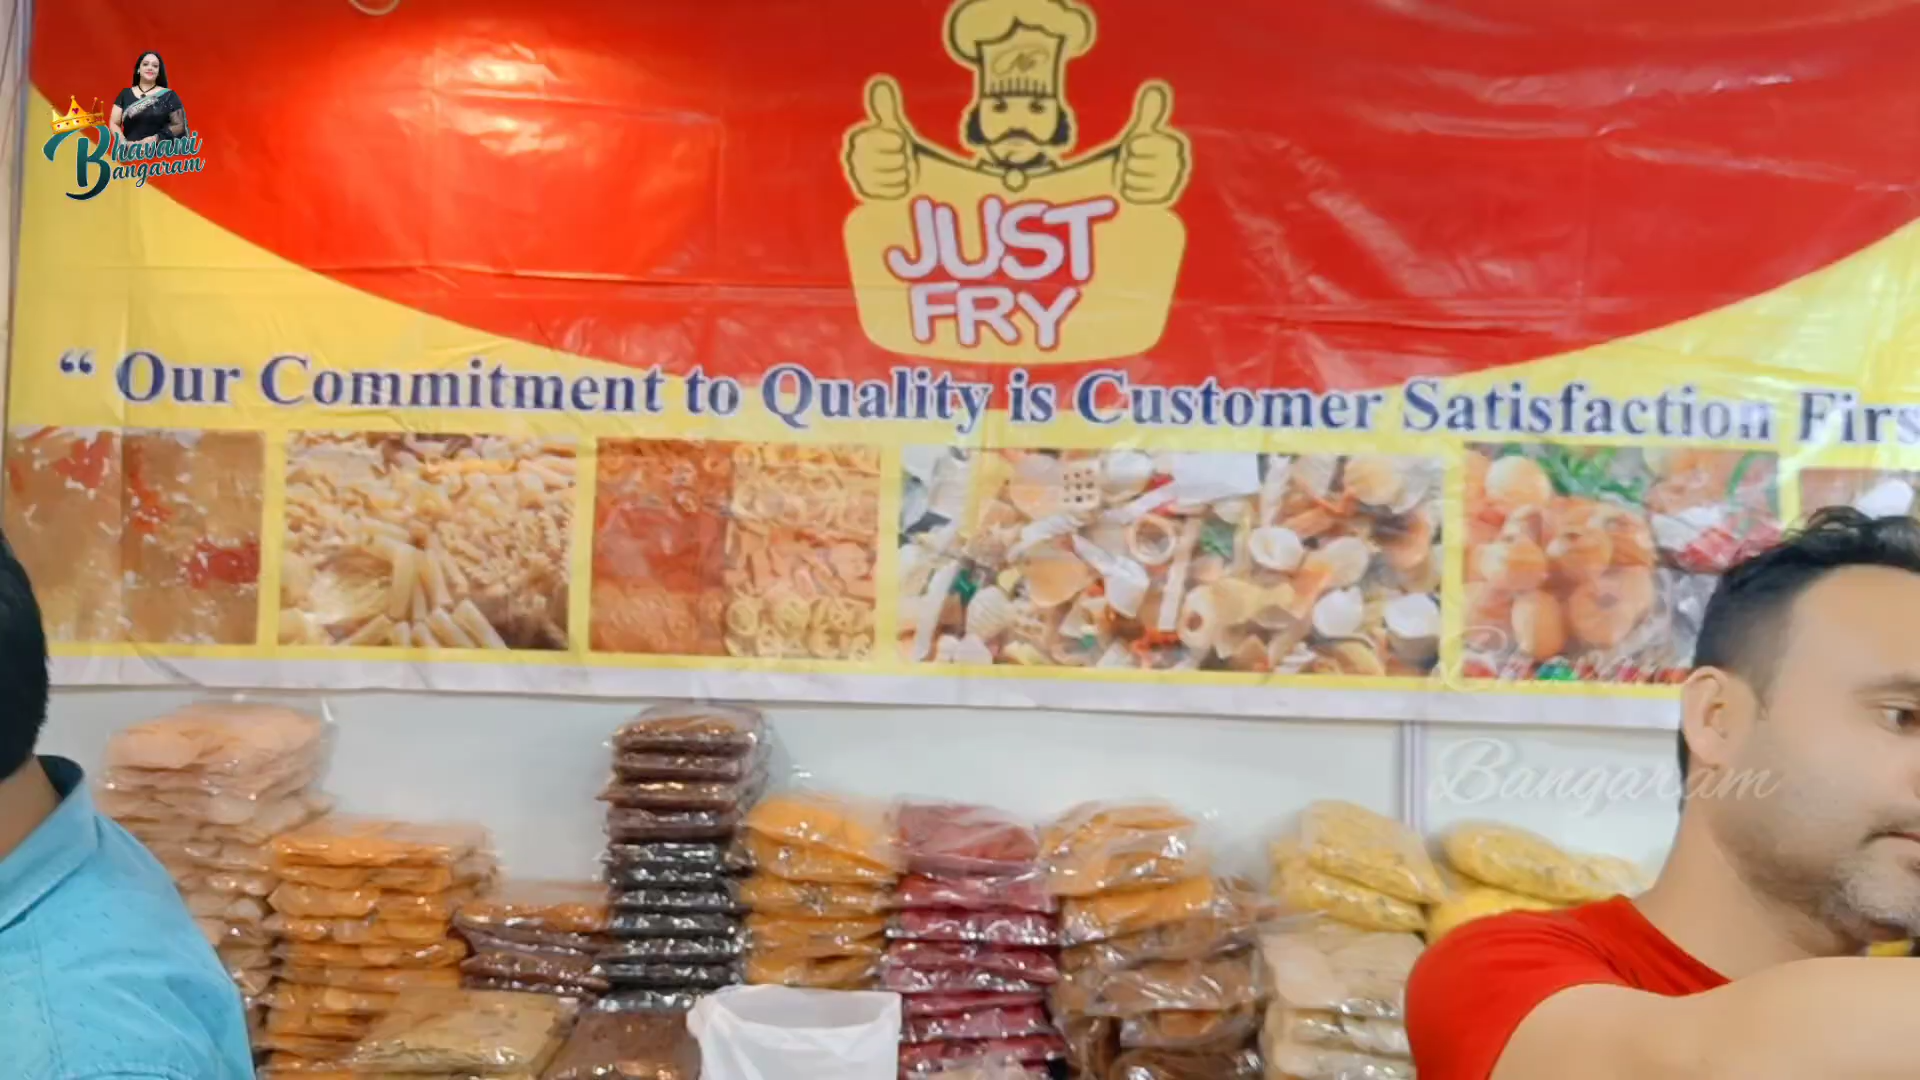 Bhavani
Bangaram
JUST
FRY
“ Our Commitment to Quality is Customer Satisfaction Firs
Bangaram